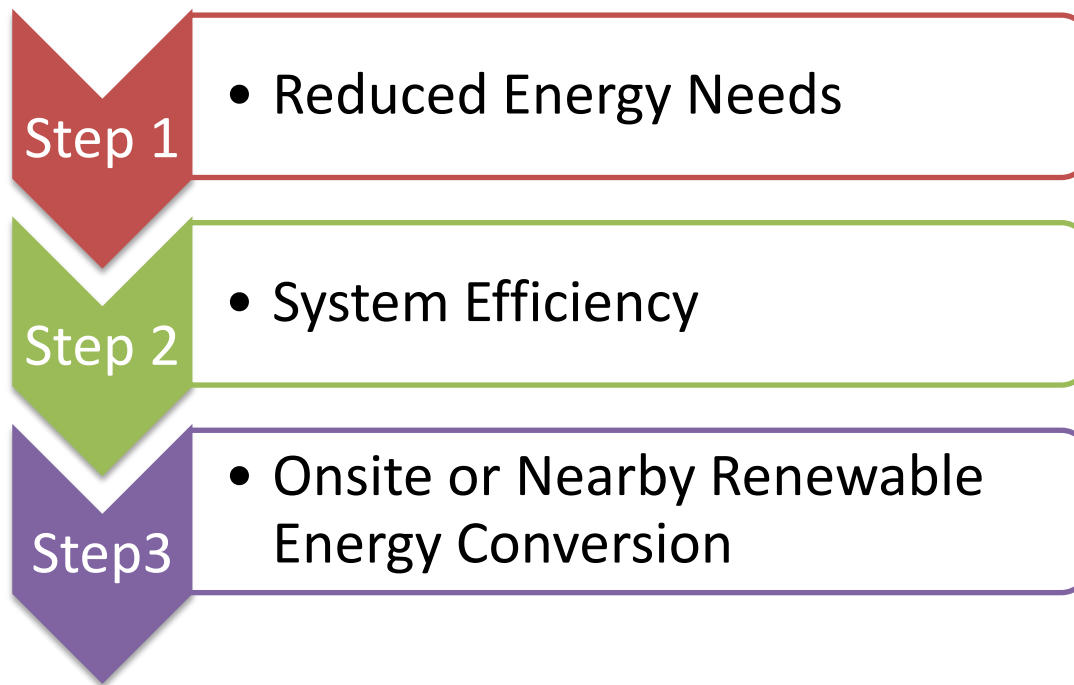 Step 1
• Reduced Energy Needs
Step 2
• System Efficiency
Step3
• Onsite or Nearby Renewable
Energy Conversion